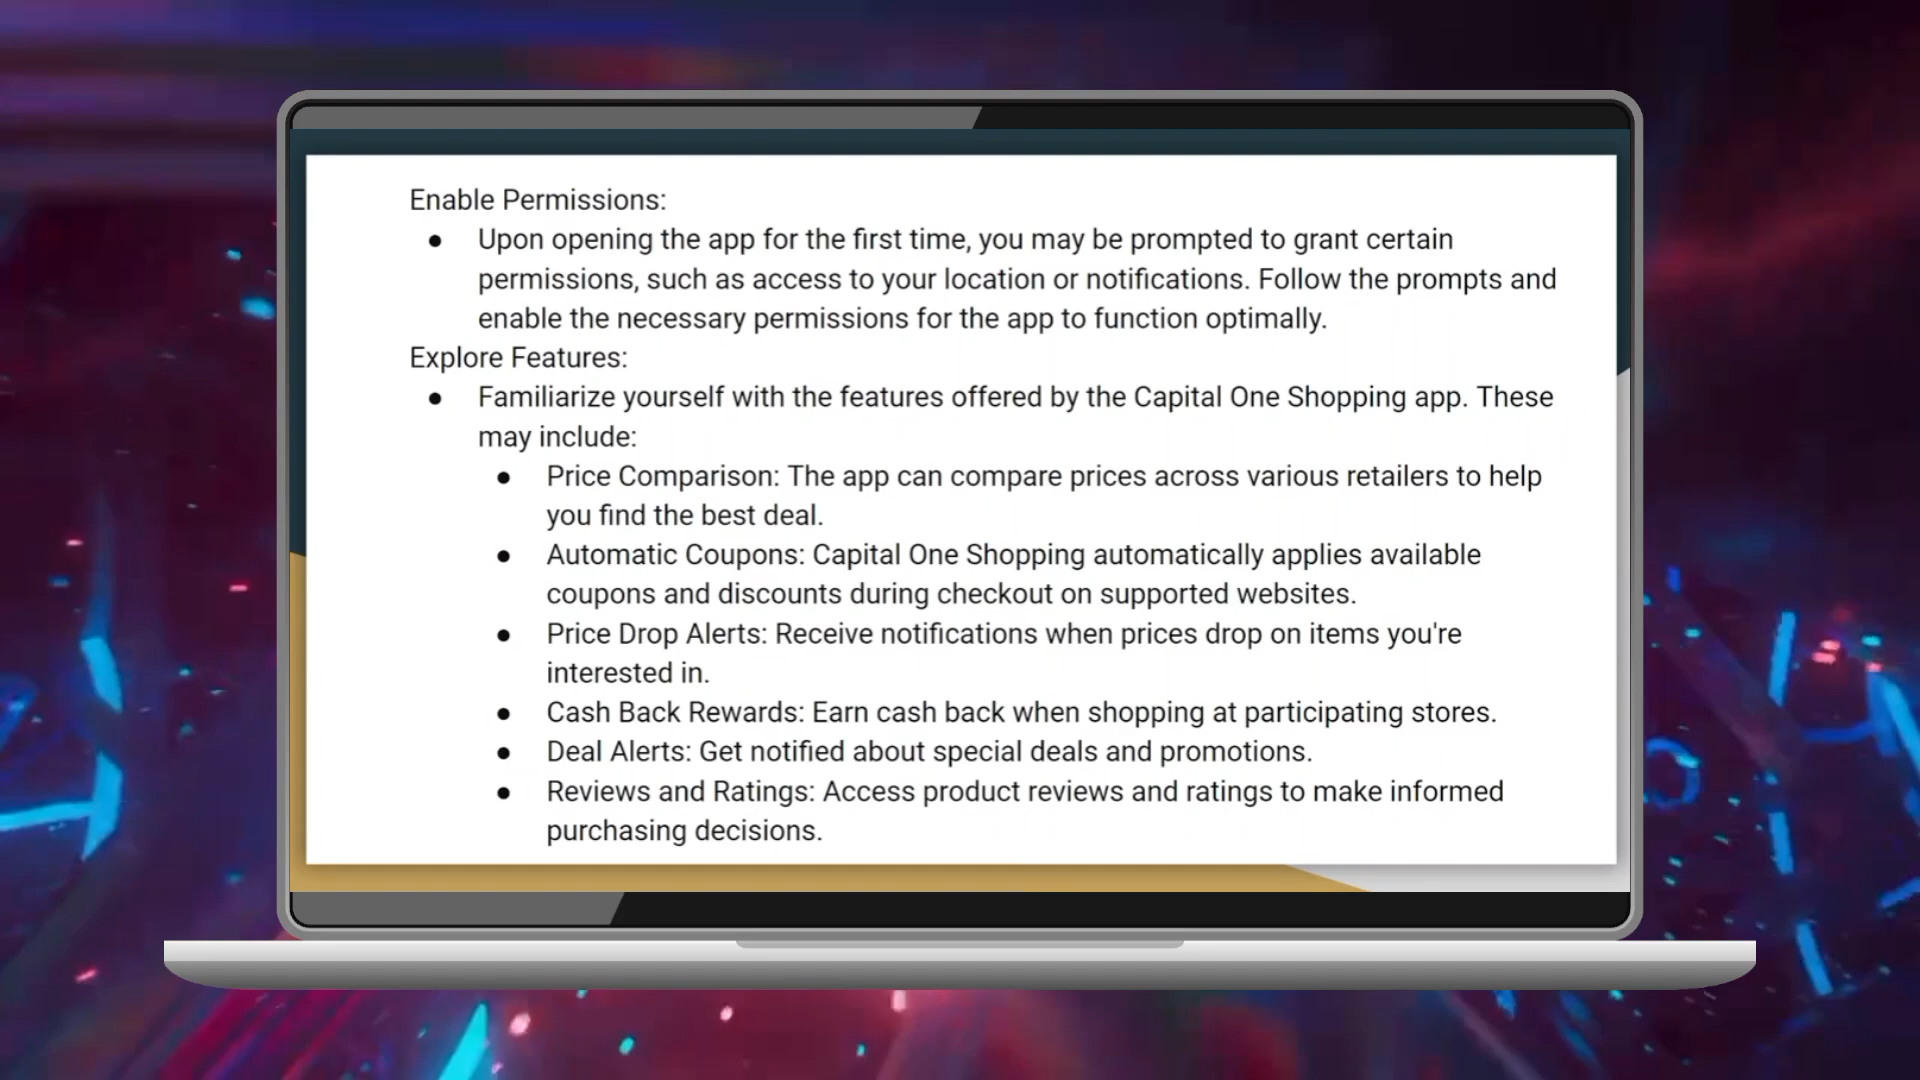 Enable Permissions:
● Upon opening the app for the first time, you may be prompted to grant certain
permissions, such as access to your location or notifications. Follow the prompts and
enable the necessary permissions for the app to function optimally.
Explore Features:
● Familiarize yourself with the features offered by the Capital One Shopping app. These
may include:
● Price Comparison: The app can compare prices across various retailers to help
you find the best deal.
● Automatic Coupons: Capital One Shopping automatically applies available
coupons and discounts during checkout on supported websites.
● Price Drop Alerts: Receive notifications when prices drop on items you're
interested in.
● Cash Back Rewards: Earn cash back when shopping at participating stores.
● Deal Alerts: Get notified about special deals and promotions.
● Reviews and Ratings: Access product reviews and ratings to make informed
purchasing decisions.